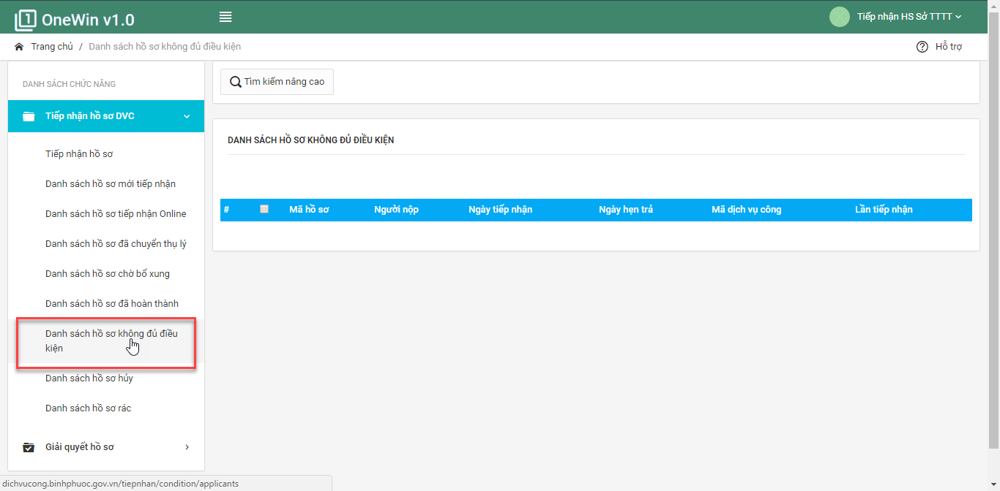 1 OneWin v1.0
Tiếp nhận HS Sở TTTT
Trang chủ / Danh sách hồ sơ không đủ điều kiện
Hỗ trợ
DANH SÁCH CHỨC NĂNG
Tiếp nhận hồ sơ DVC
Tiếp nhận hồ sơ
Danh sách hồ sơ mới tiếp nhận
Danh sách hồ sơ tiếp nhận Online
Danh sách hồ sơ đã chuyển thụ lý
Danh sách hồ sơ chờ bổ xung
Danh sách hồ sơ đã hoàn thành
Danh sách hồ sơ không đủ điều
kiện
Danh sách hồ sơ hủy
Danh sách hồ sơ rác
Giải quyết hồ sơ
Tìm kiếm nâng cao
DANH SÁCH HỒ SƠ KHÔNG ĐỦ ĐIỀU KIỆN
# Mã hồ sơ Người nộp Ngày tiếp nhận Ngày hẹn trả Mã dịch vụ công Lần tiếp nhận
dichvucong.binhphuoc.gov.vn/tiepnhan/condition/applicants